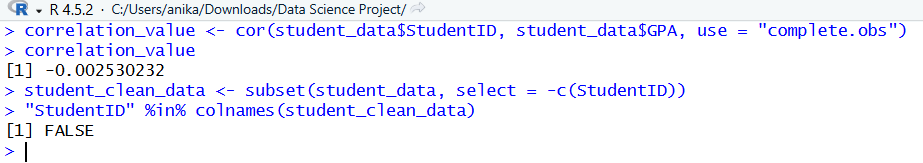 R 4.5.2 · C:/Users/anika/Downloads/Data Science Project/
> correlation_value <- cor(student_data$StudentID, student_data$GPA, use = "complete.obs")
> correlation_value
[1] -0.002530232
> student_clean_data <- subset(student_data, select = -c(StudentID))
> "StudentID" %in% colnames(student_clean_data)
[1] FALSE
>